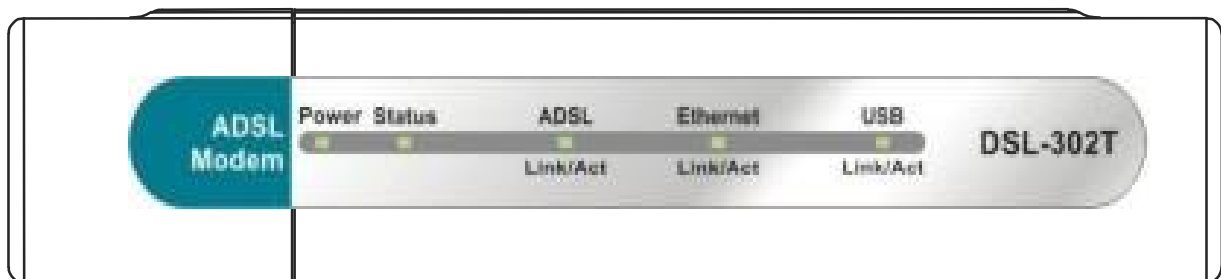 ADSL
Modem
Power Status ADSL Ethernet USB
Link/Act Link/Act Link/Act
DSL-302T